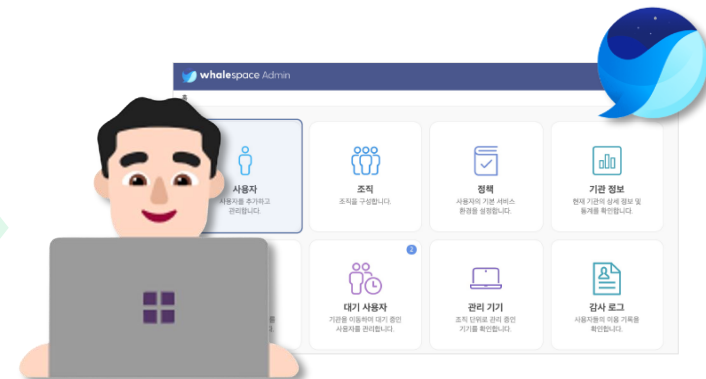 whalespace Admin
홈
사용자
사용자를 추가하고
관리합니다.
조직
조직을 구성합니다.
정책
사용자의 기본 서비스
환경을 설정합니다.
기관 정보
현재 기관의 상세 정보 및
통계를 확인합니다.
를
2
대기 사용자
기관을 이동하여 대기 중인
사용자를 관리합니다.
관리 기기
조직 단위로 관리 중인
기기를 확인합니다.
감사 로그
사용자들의 이용 기록을
확인합니다.